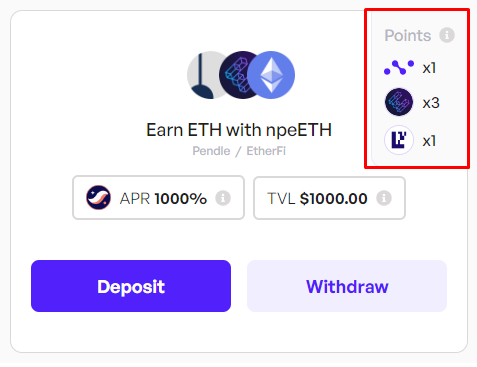 Points
x1
x3
x1
Earn ETH with npeETH
Pendle / EtherFi
APR 1000%
TVL $1000.00
Deposit
Withdraw